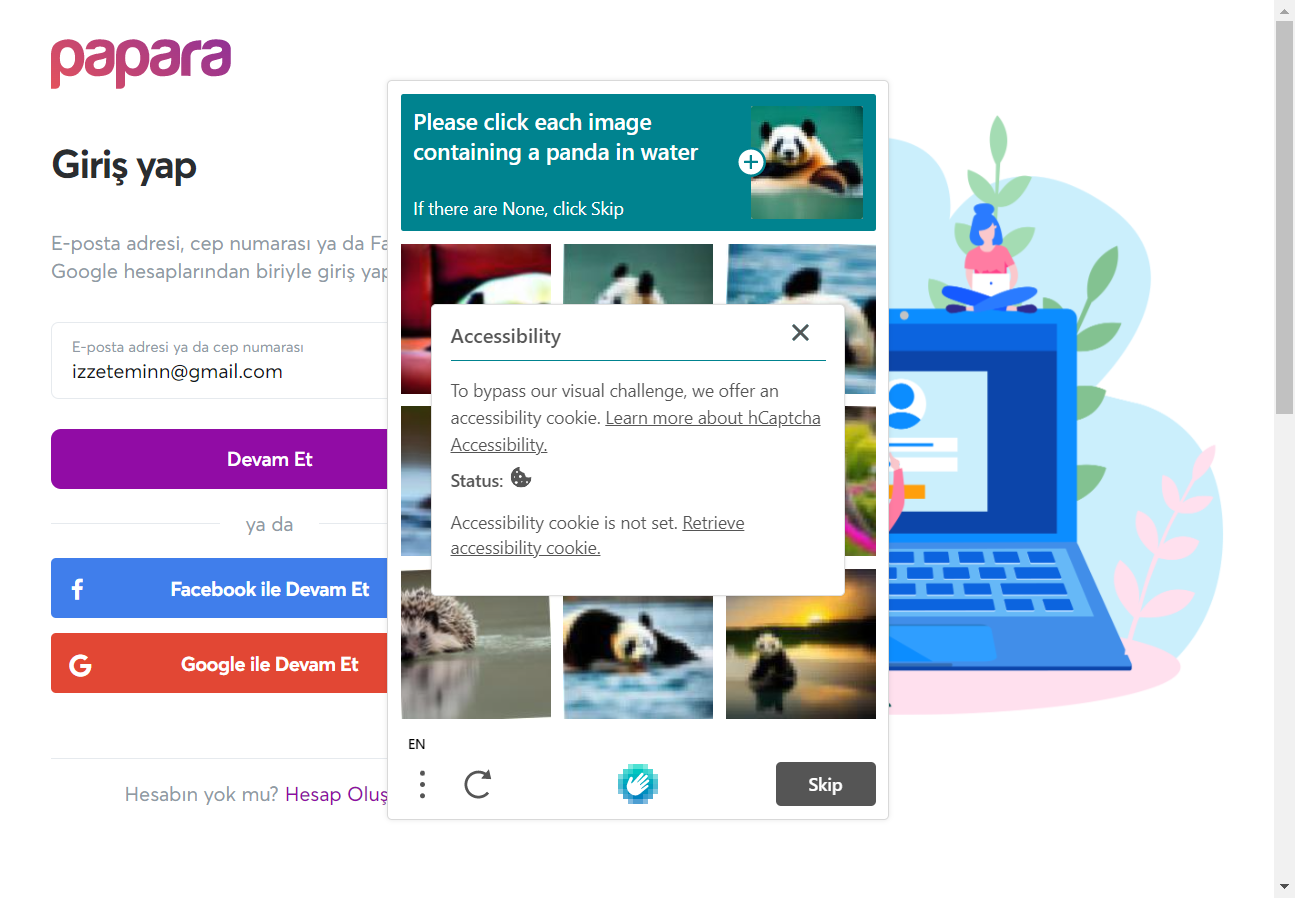 papara
Giriş yap
E-posta adresi, cep numarası ya da Fa
Google hesaplarından biriyle giriş yap
E-posta adresi ya da cep numarası
izzeteminn@gmail.com
Devam Et
ya da
Facebook ile Devam Et
Google ile Devam Et
Hesabın yok mu? Hesap Oluş
Please click each image
containing a panda in water
If there are None, click Skip
Accessibility
To bypass our visual challenge, we offer an
accessibility cookie. Learn more about hCaptcha
Accessibility.
Status:
Accessibility cookie is not set. Retrieve
accessibility cookie.
EN
Skip